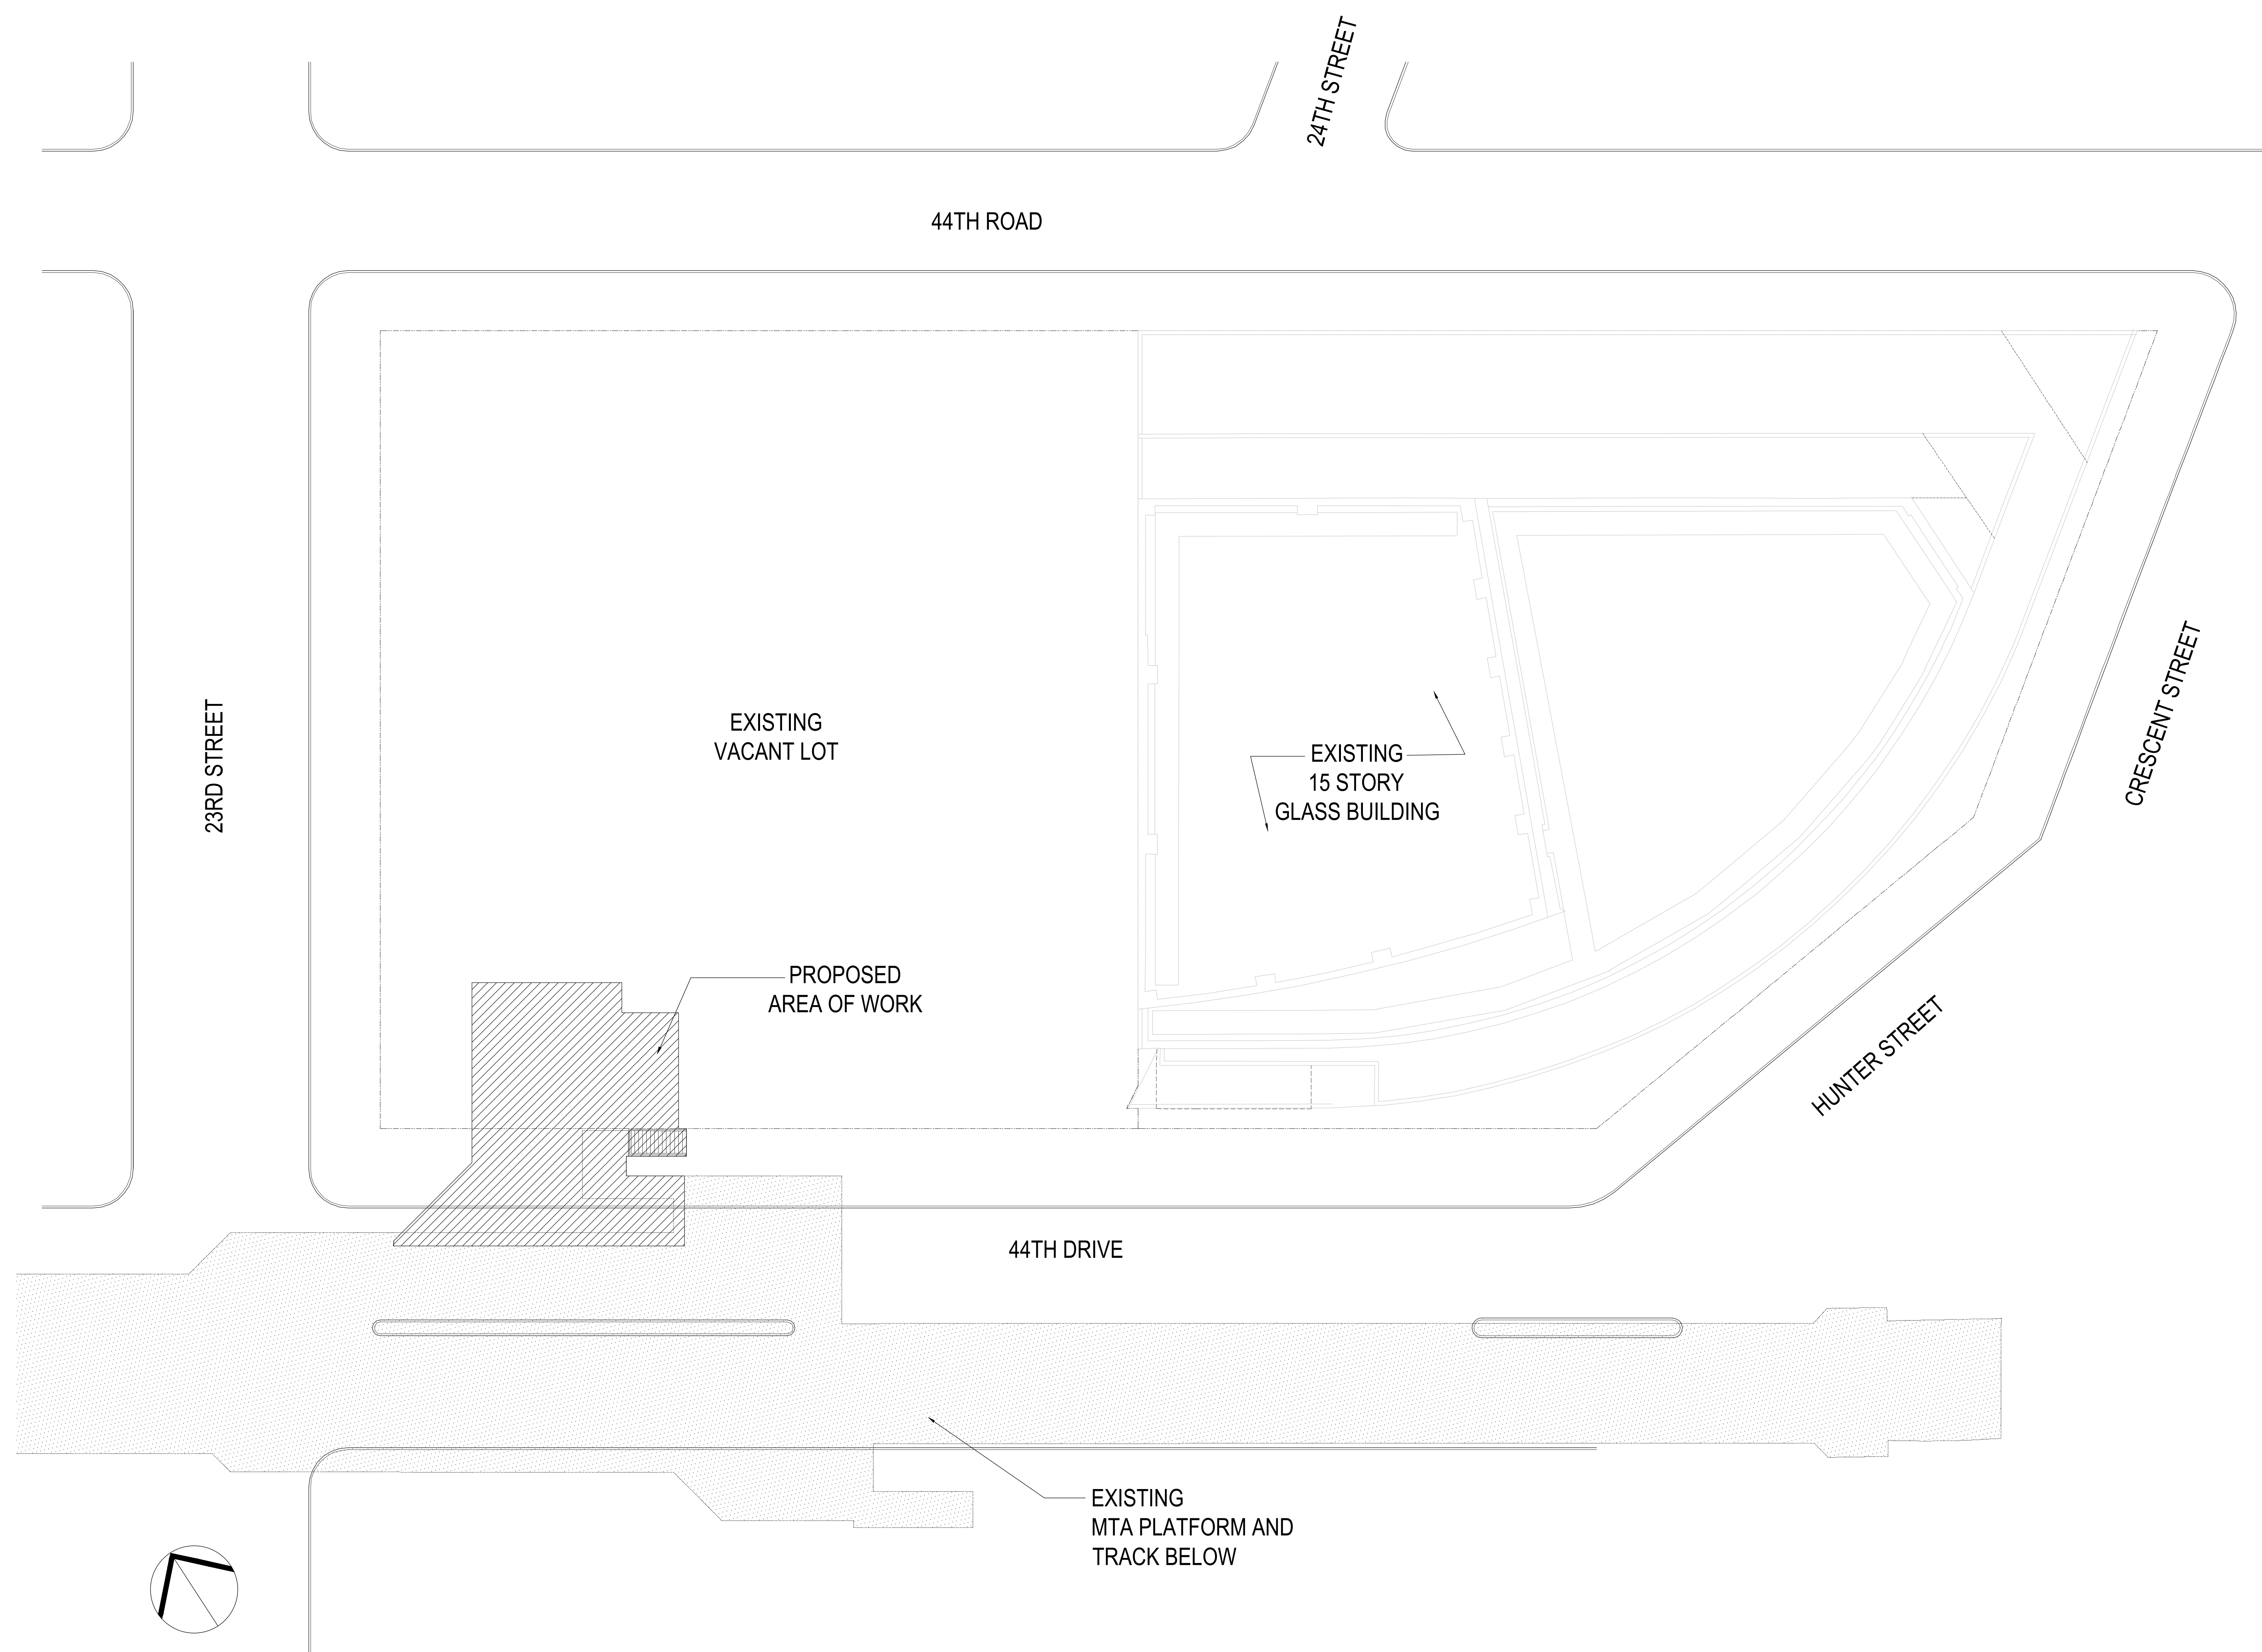 24TH STREET
44TH ROAD
23RD STREET
EXISTING
VACANT LOT
EXISTING
15 STORY
GLASS BUILDING
CRESCENT STREET
PROPOSED
AREA OF WORK
HUNTER STREET
44TH DRIVE
EXISTING
MTA PLATFORM AND
TRACK BELOW